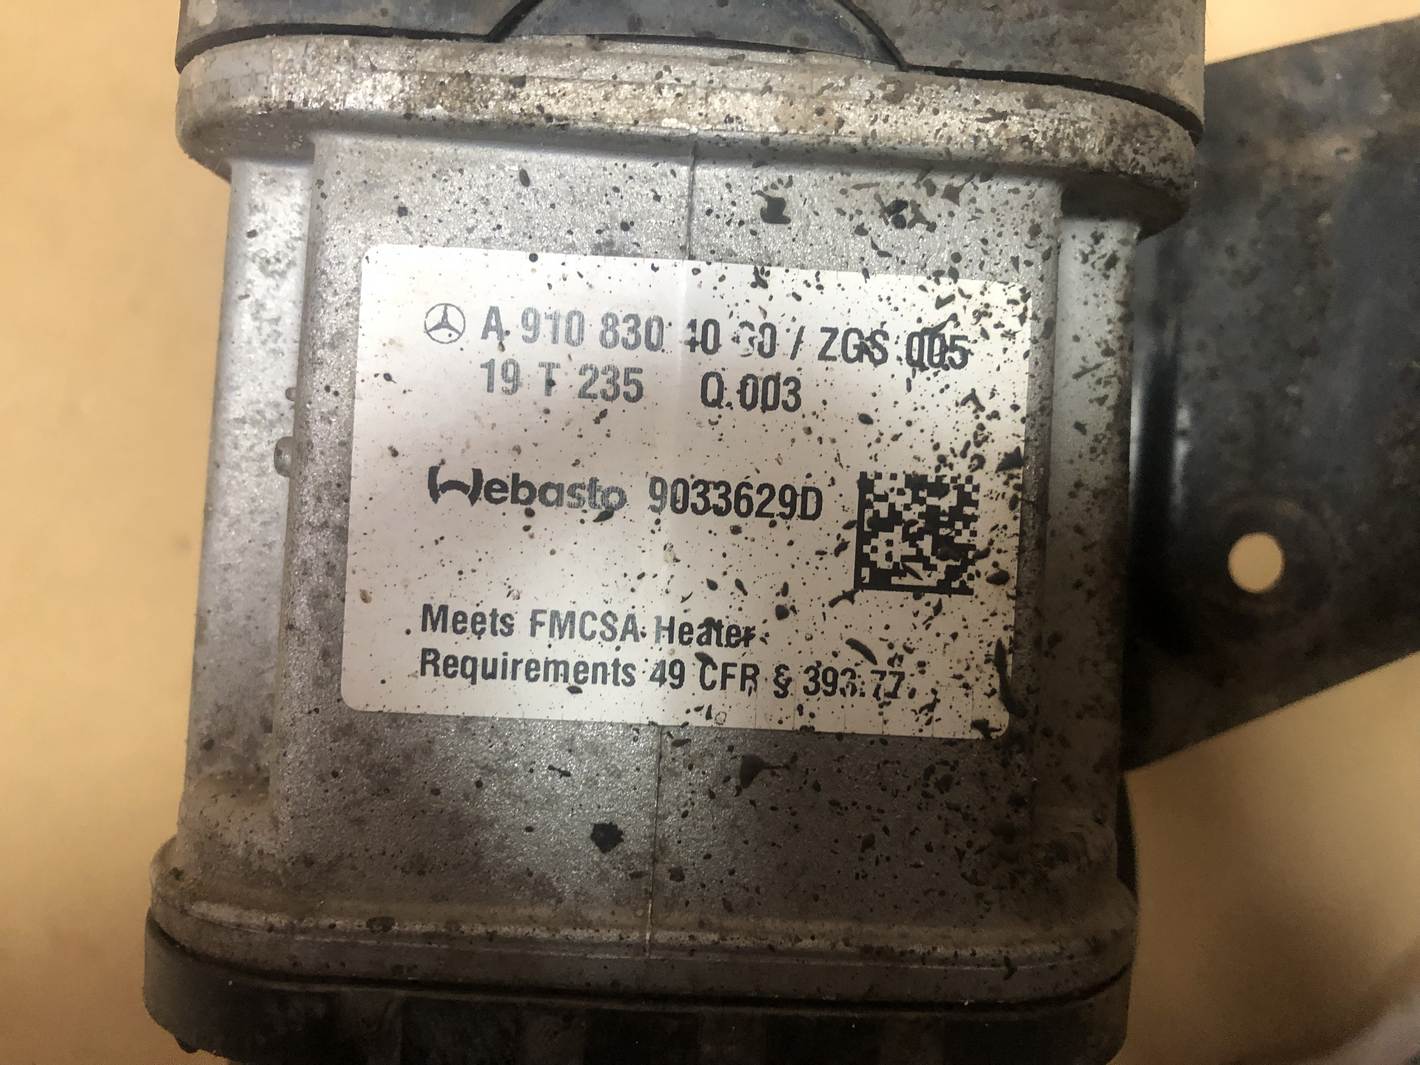 A 910 830 40 00 / ZGS 005
19 T 235 Q.003
Webasto 9033629D
Meets FMCSA Heater
Requirements 49 CFR § 393.77